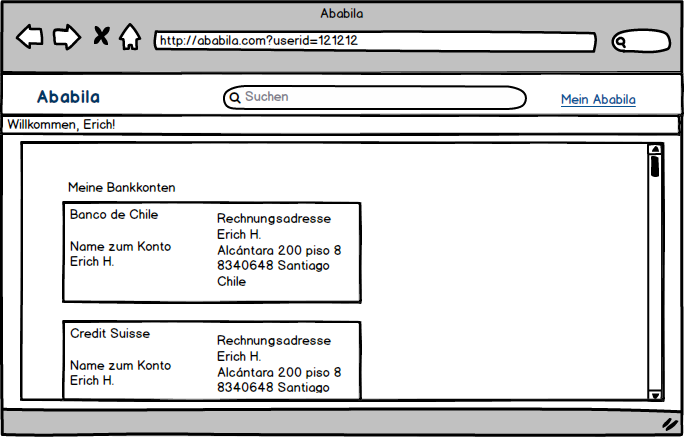 Ababila
http://ababila.com?userid=121212
Ababila
Suchen
Mein Ababila
Willkommen, Erich!
Meine Bankkonten
Banco de Chile
Name zum Konto
Erich H.
Rechnungsadresse
Erich H.
Alcántara 200 piso 8
8340648 Santiago
Chile
Credit Suisse
Name zum Konto
Erich H.
Rechnungsadresse
Erich H.
Alcántara 200 piso 8
8340648 Santiago